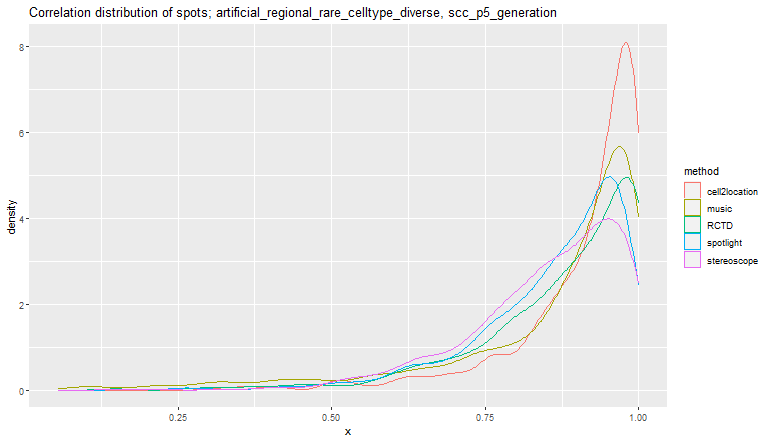 Correlation distribution of spots; artificial_regional_rare_celltype_diverse, scc_p5_generation
8
6
4
2
0
density
0.25
0.50
0.75
1.00
x
method
cell2location
music
RCTD
spotlight
stereoscope